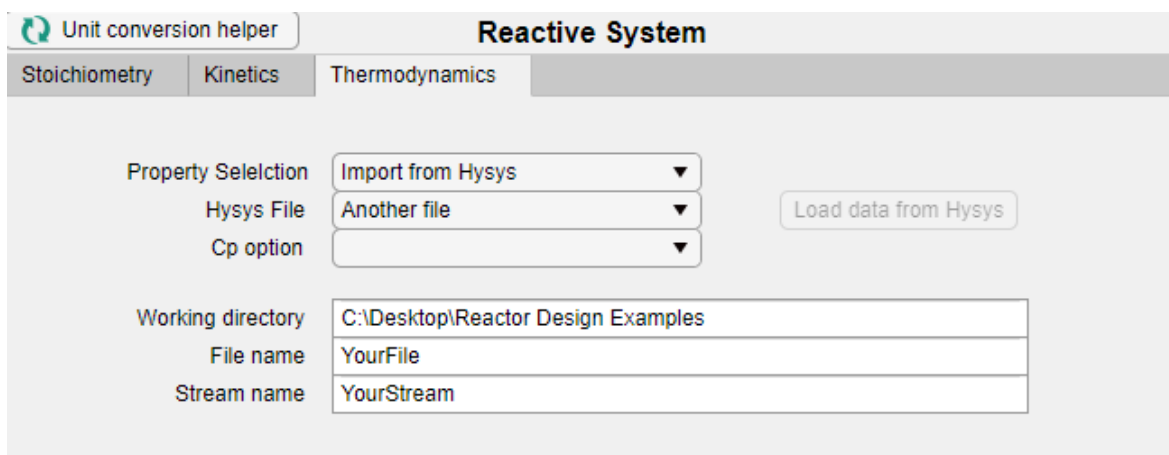 Unit conversion helper
Reactive System
Stoichiometry Kinetics Thermodynamics
Property Selelction Import from Hysys
Hysys File Another file Load data from Hysys
Cp option
Working directory C:\Desktop\Reactor Design Examples
File name YourFile
Stream name YourStream